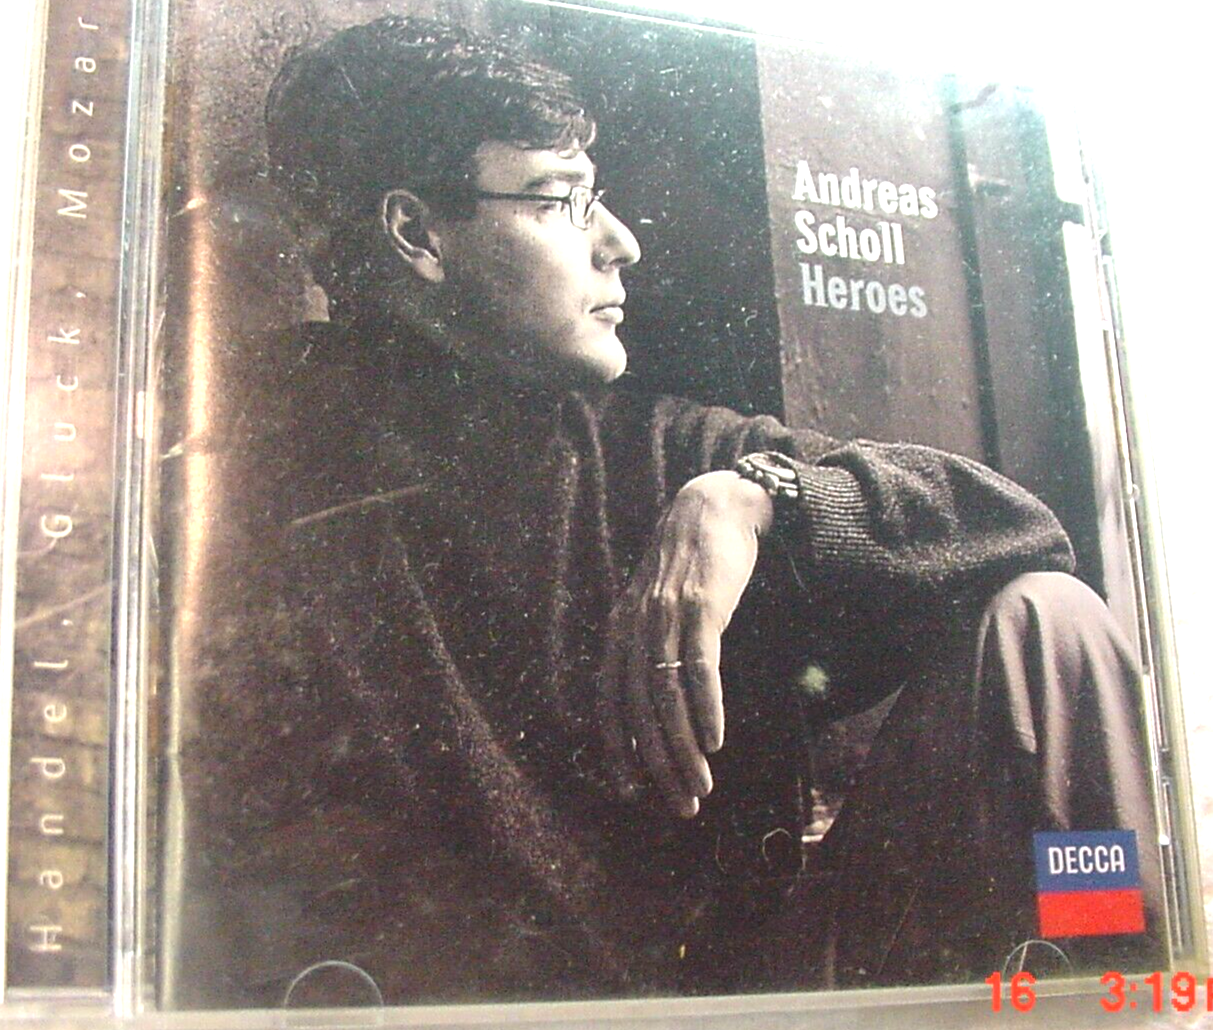 Handel, Gluck, Mozar
Andreas
Scholl
Heroes
DECCA
16 3:19